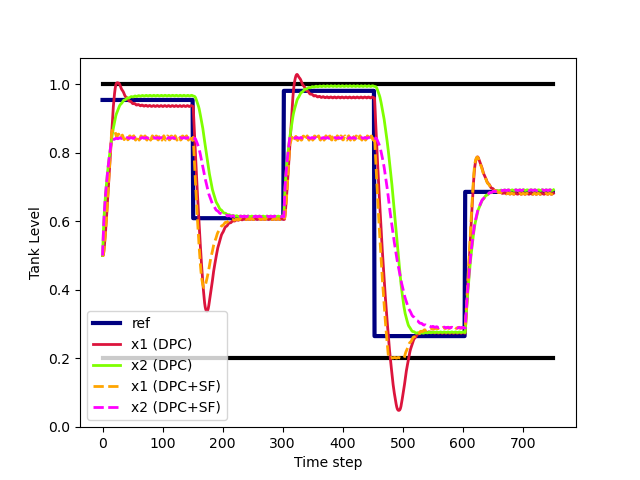 1.0
0.8
0.6
0.4
0.2
0.0
Tank Level
ref
x1 (DPC)
x2 (DPC)
x1 (DPC+SF)
x2 (DPC+SF)
0 100 200 300 400 500 600 700
Time step